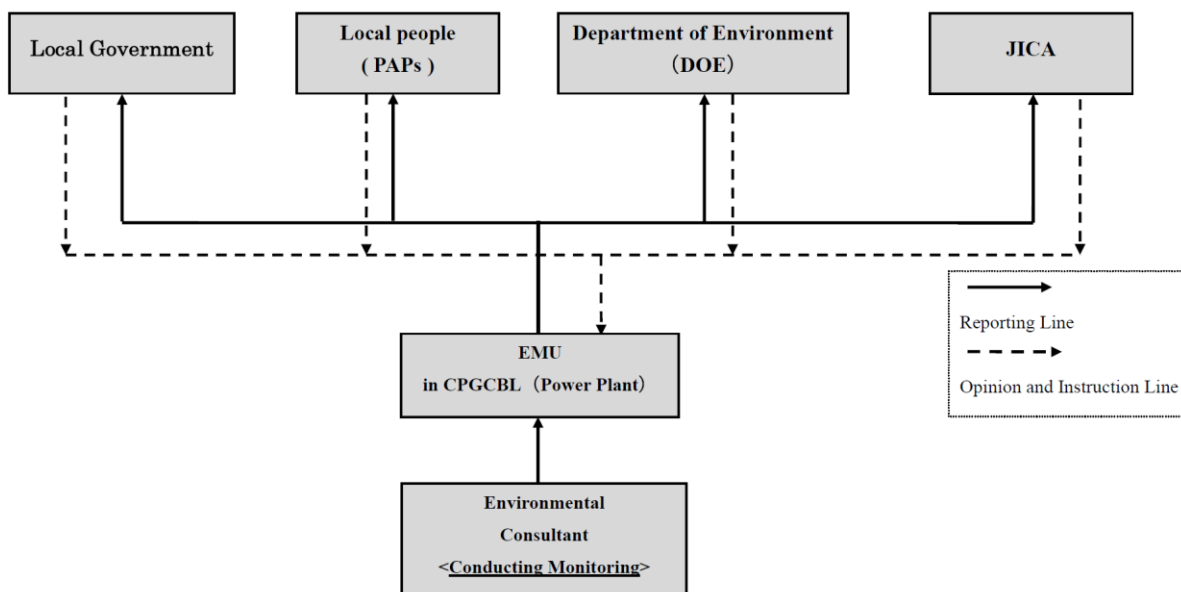 Local Government
Local people
( PAPs )
Department of Environment
（DOE）
JICA
EMU
in CPGCBL（Power Plant）
Reporting Line
Opinion and Instruction Line
Environmental
Consultant
<Conducting Monitoring>